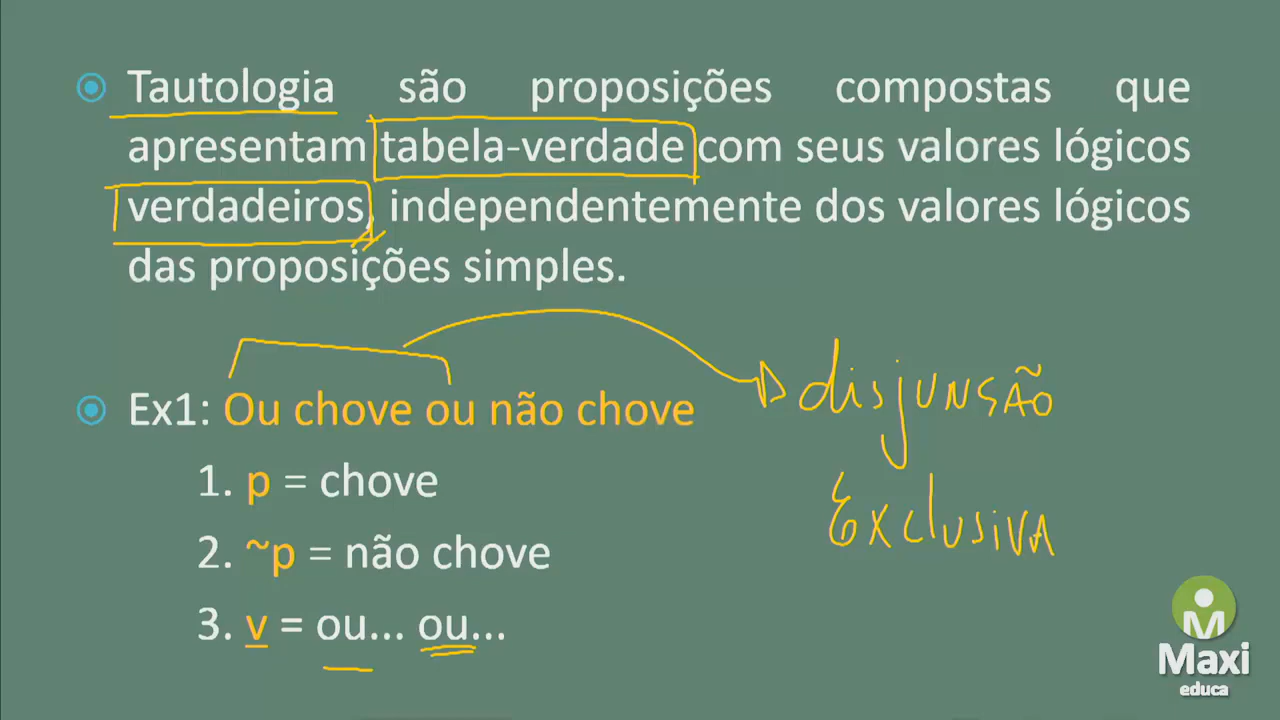 Tautologia são proposições compostas que
apresentam tabela-verdade com seus valores lógicos
verdadeiros, independentemente dos valores lógicos
das proposições simples.
Ex1: Ou chove ou não chove
disjunsão
Exclusiva
1. p = chove
2. ~p = não chove
3. v = ou... ou...
M
Maxi
educa